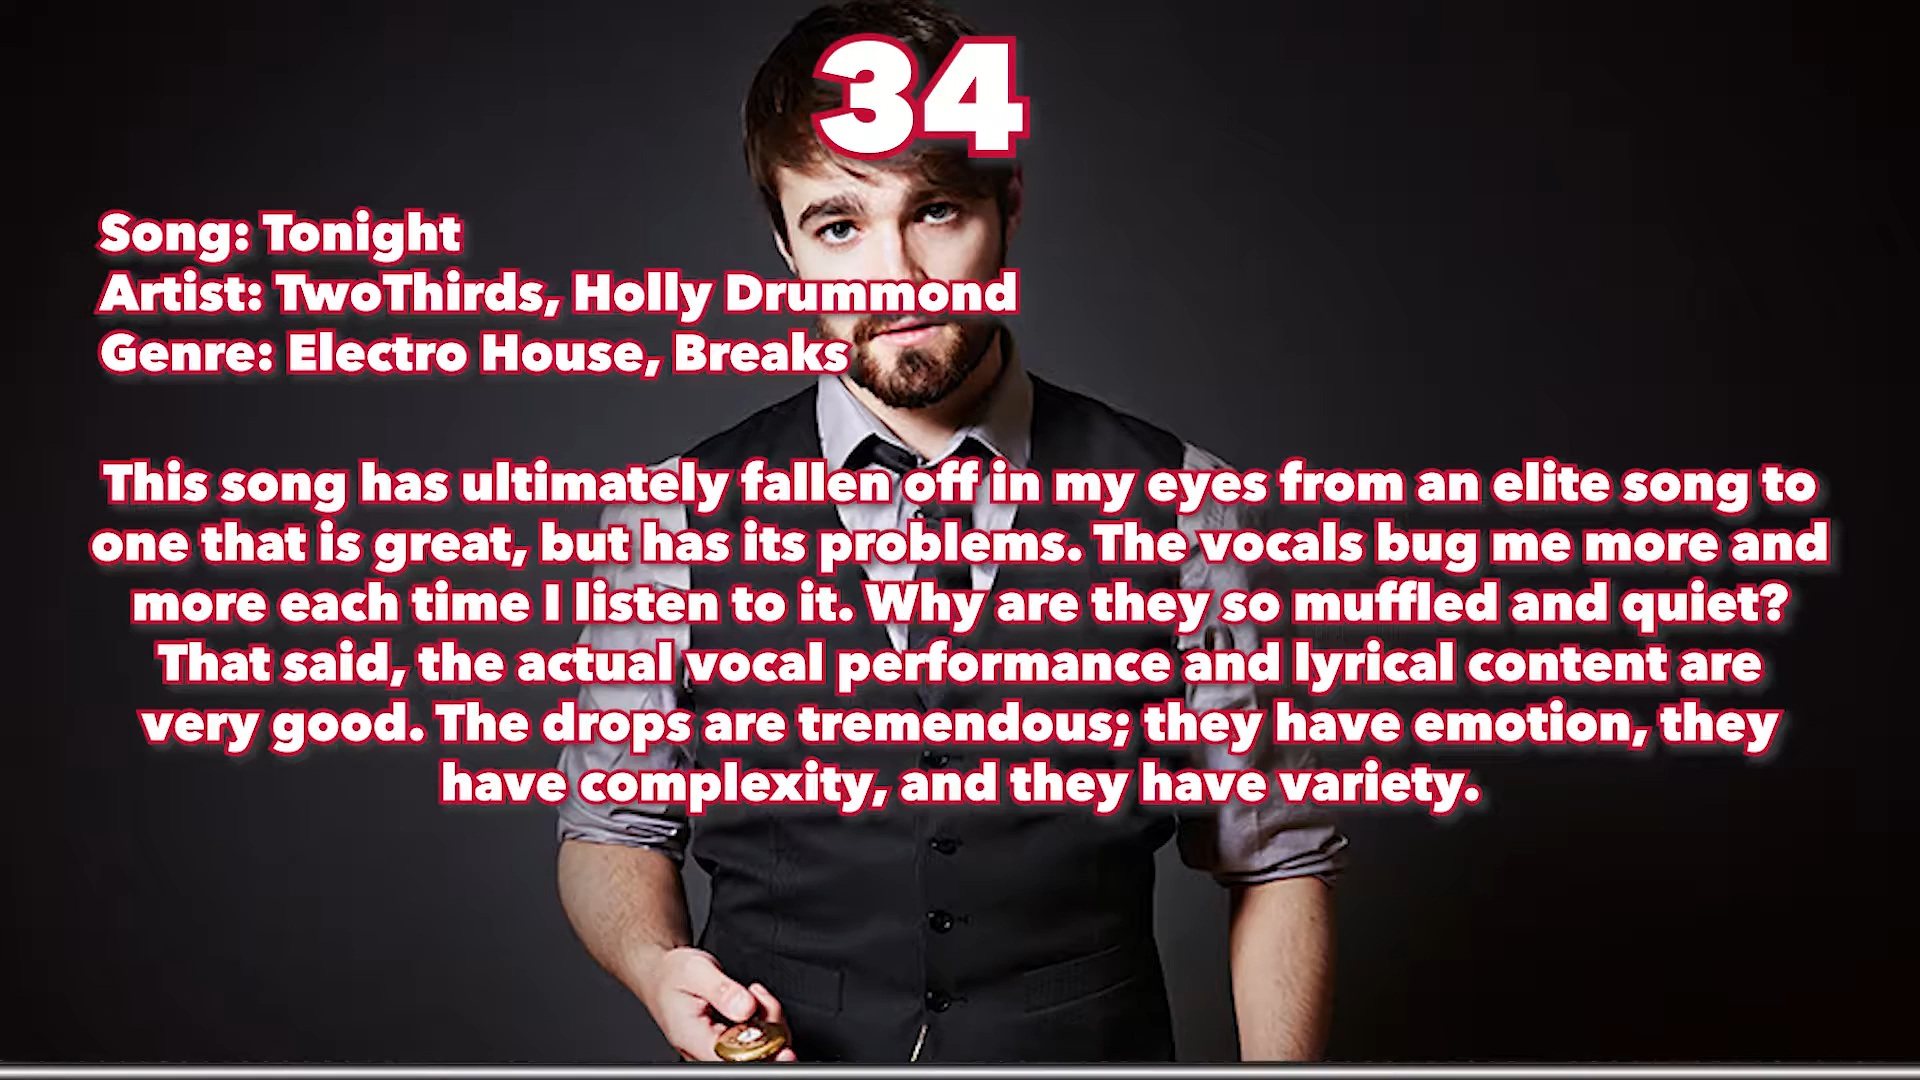 34
Song: Tonight
Artist: TwoThirds, Holly Drummond
Genre: Electro House, Breaks
This song has ultimately fallen off in my eyes from an elite song to
one that is great, but has its problems. The vocals bug me more and
more each time I listen to it. Why are they so muffled and quiet?
That said, the actual vocal performance and lyrical content are
very good. The drops are tremendous; they have emotion, they
have complexity, and they have variety.